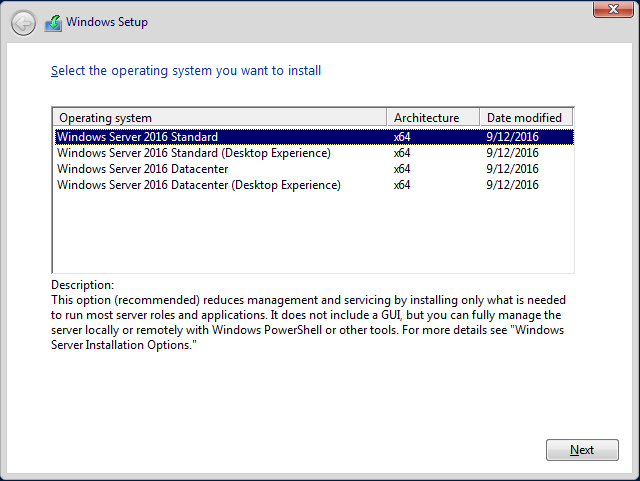 Windows Setup
Select the operating system you want to install
Operating system Architecture Date modified
Windows Server 2016 Standard x64 9/12/2016
Windows Server 2016 Standard (Desktop Experience) x64 9/12/2016
Windows Server 2016 Datacenter x64 9/12/2016
Windows Server 2016 Datacenter (Desktop Experience) x64 9/12/2016
Description:
This option (recommended) reduces management and servicing by installing only what is needed
to run most server roles and applications. It does not include a GUI, but you can fully manage the
server locally or remotely with Windows PowerShell or other tools. For more details see "Windows
Server Installation Options."
Next